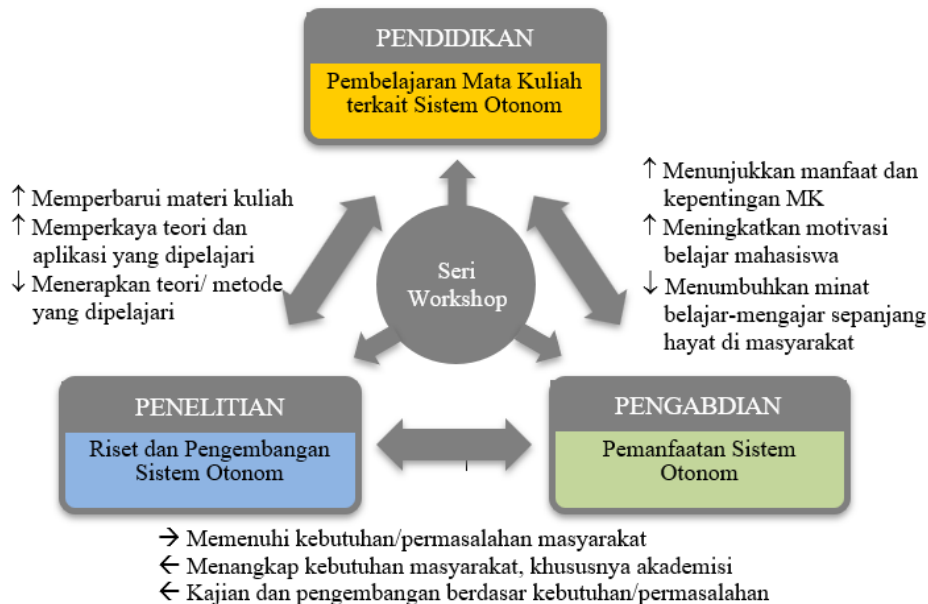 PENDIDIKAN
Pembelajaran Mata Kuliah
terkait Sistem Otonom
↑ Memperbarui materi kuliah
↑ Memperkaya teori dan
aplikasi yang dipelajari
↓ Menerapkan teori/ metode
yang dipelajari
Seri
Workshop
↑ Menunjukkan manfaat dan
kepentingan MK
↑ Meningkatkan motivasi
belajar mahasiswa
↓ Menumbuhkan minat
belajar-mengajar sepanjang
hayat di masyarakat
PENELITIAN
Riset dan Pengembangan
Sistem Otonom
PENGABDIAN
Pemanfaatan Sistem
Otonom
→ Memenuhi kebutuhan/permasalahan masyarakat
← Menangkap kebutuhan masyarakat, khususnya akademisi
← Kajian dan pengembangan berdasar kebutuhan/permasalahan